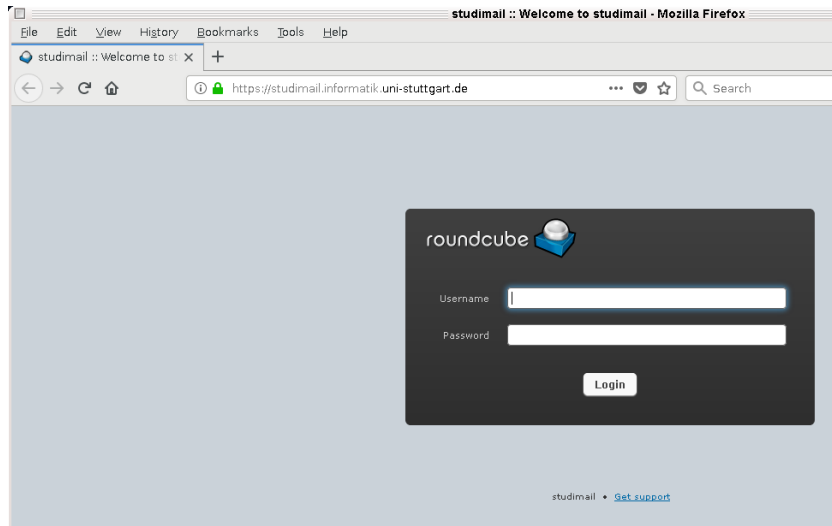 studimail :: Welcome to studimail - Mozilla Firefox
File Edit View History Bookmarks Tools Help
studimail :: Welcome to st
https://studimail.informatik.uni-stuttgart.de
Search
roundcube
Username
Password
Login
studimail • Get support